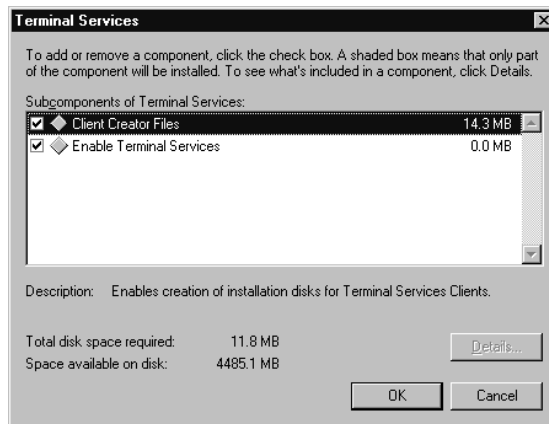 Terminal Services
To add or remove a component, click the check box. A shaded box means that only part
of the component will be installed. To see what's included in a component, click Details.
Subcomponents of Terminal Services:
Client Creator Files 14.3 MB
Enable Terminal Services 0.0 MB
Description: Enables creation of installation disks for Terminal Services Clients.
Total disk space required: 11.8 MB
Space available on disk: 4485.1 MB
Details...
OK Cancel